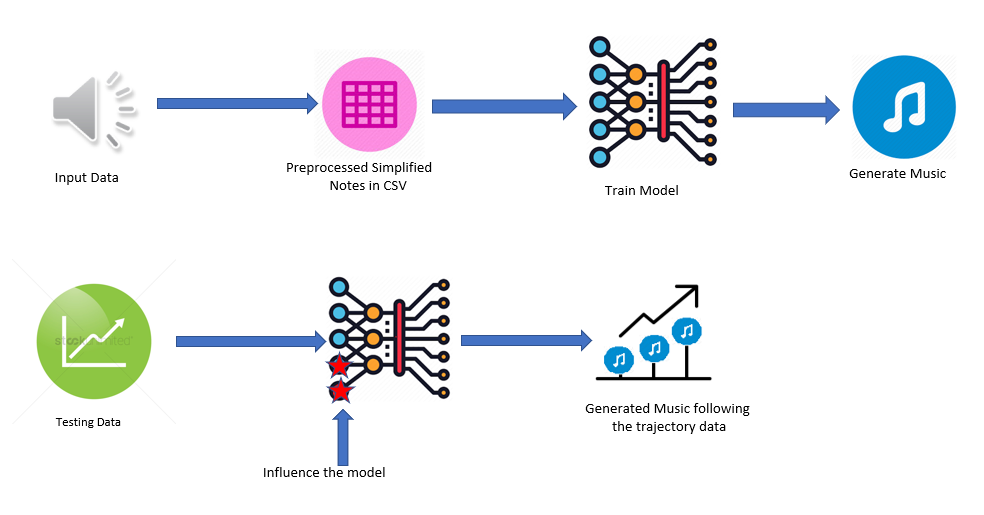 Input Data
Preprocessed Simplified
Notes in CSV
Train Model
Generate Music
Testing Data
Influence the model
Generated Music following
the trajectory data